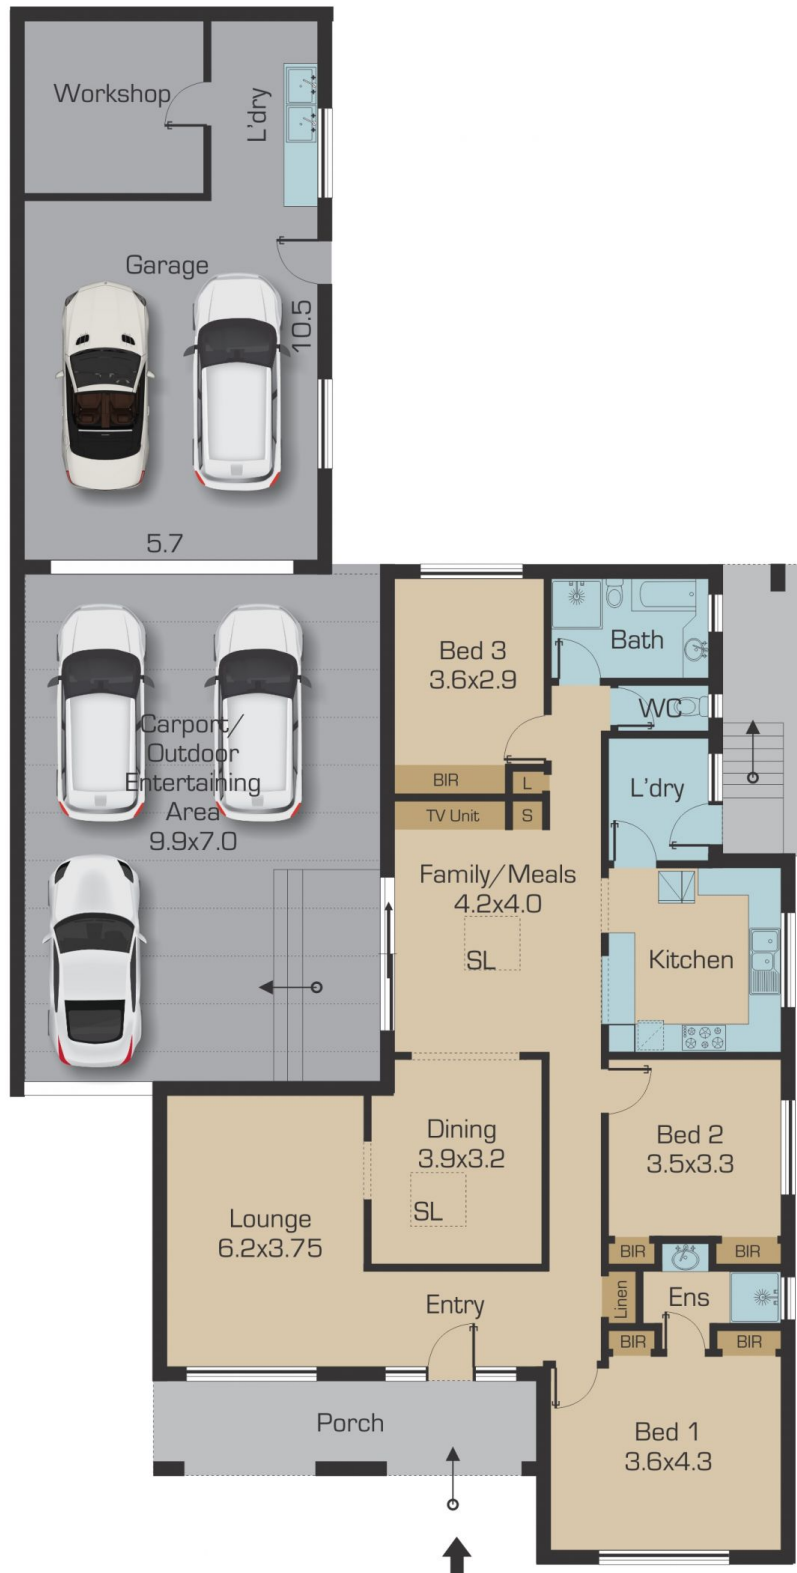 Workshop
L'dry
Garage
10.5
5.7
Bed 3
3.6x2.9
Bath
WC
Carport/
Outdoor
Entertaining
Area
9.9x7.0
BIR
L
L'dry
TV Unit
S
Family/Meals
4.2x4.0
SL
Kitchen
Dining
3.9x3.2
SL
Bed 2
3.5x3.3
Lounge
6.2x3.75
BIR
BIR
Linen
Ens
Entry
BIR
BIR
Porch
Bed 1
3.6x4.3